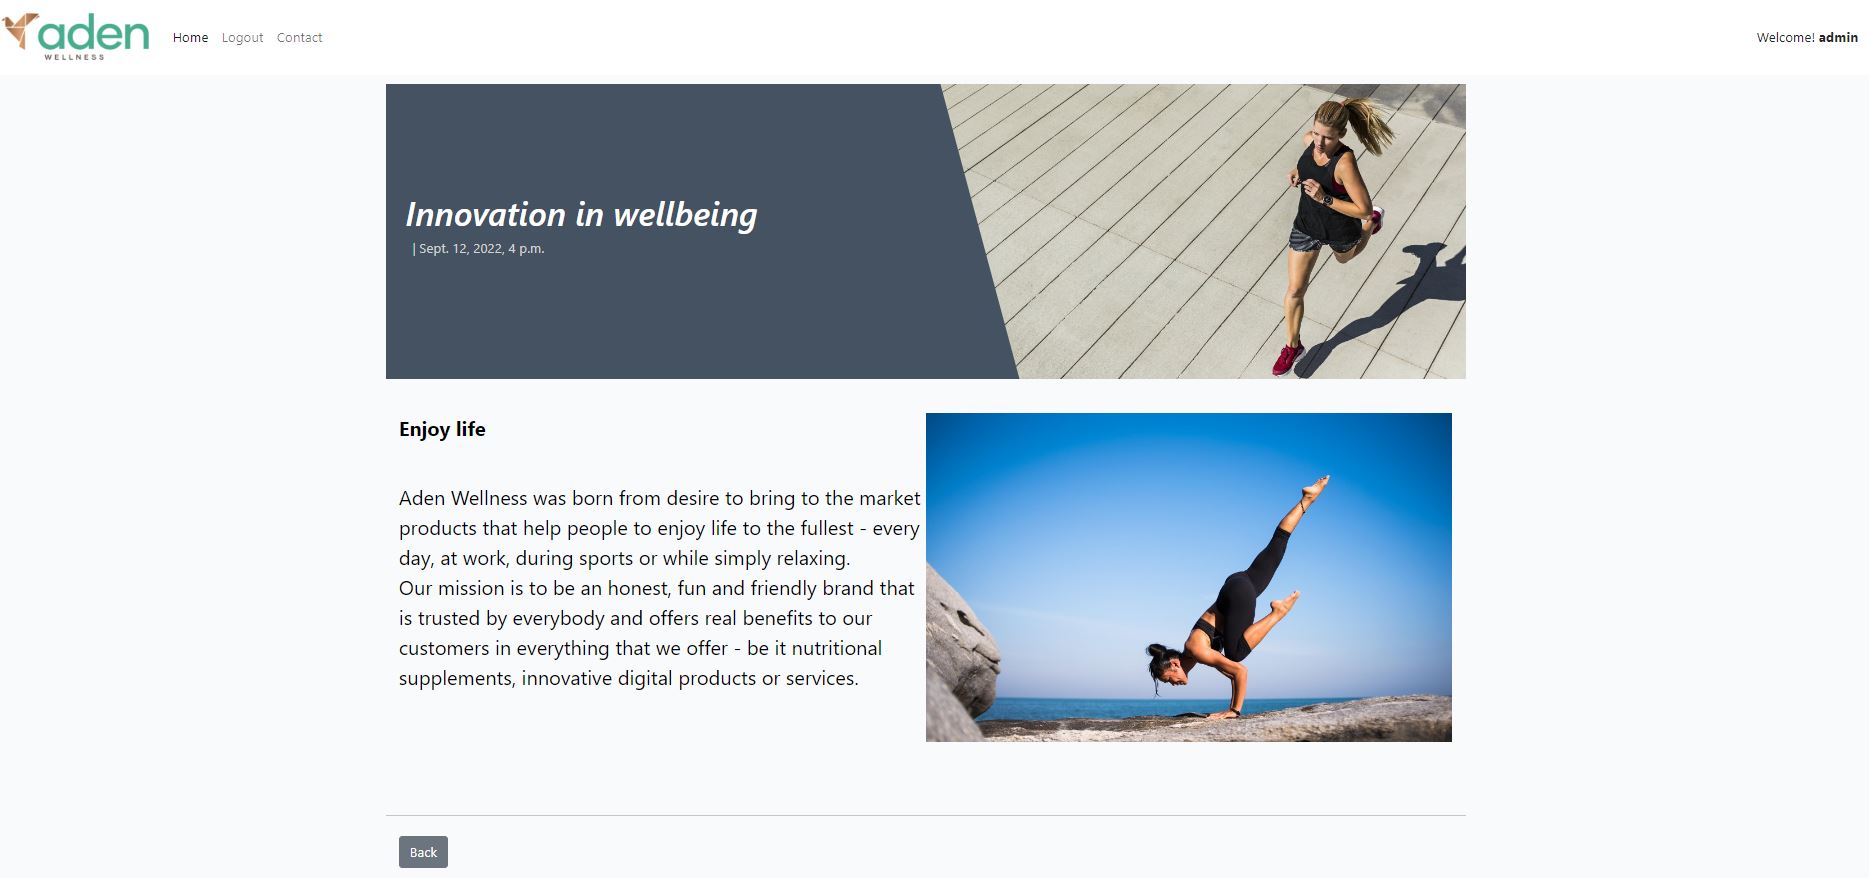 aden
WELLNESS
Home Logout Contact
Welcome! admin
Innovation in wellbeing
| Sept. 12, 2022, 4 p.m.
Enjoy life
Aden Wellness was born from desire to bring to the market
products that help people to enjoy life to the fullest - every
day, at work, during sports or while simply relaxing.
Our mission is to be an honest, fun and friendly brand that
is trusted by everybody and offers real benefits to our
customers in everything that we offer - be it nutritional
supplements, innovative digital products or services.
Back